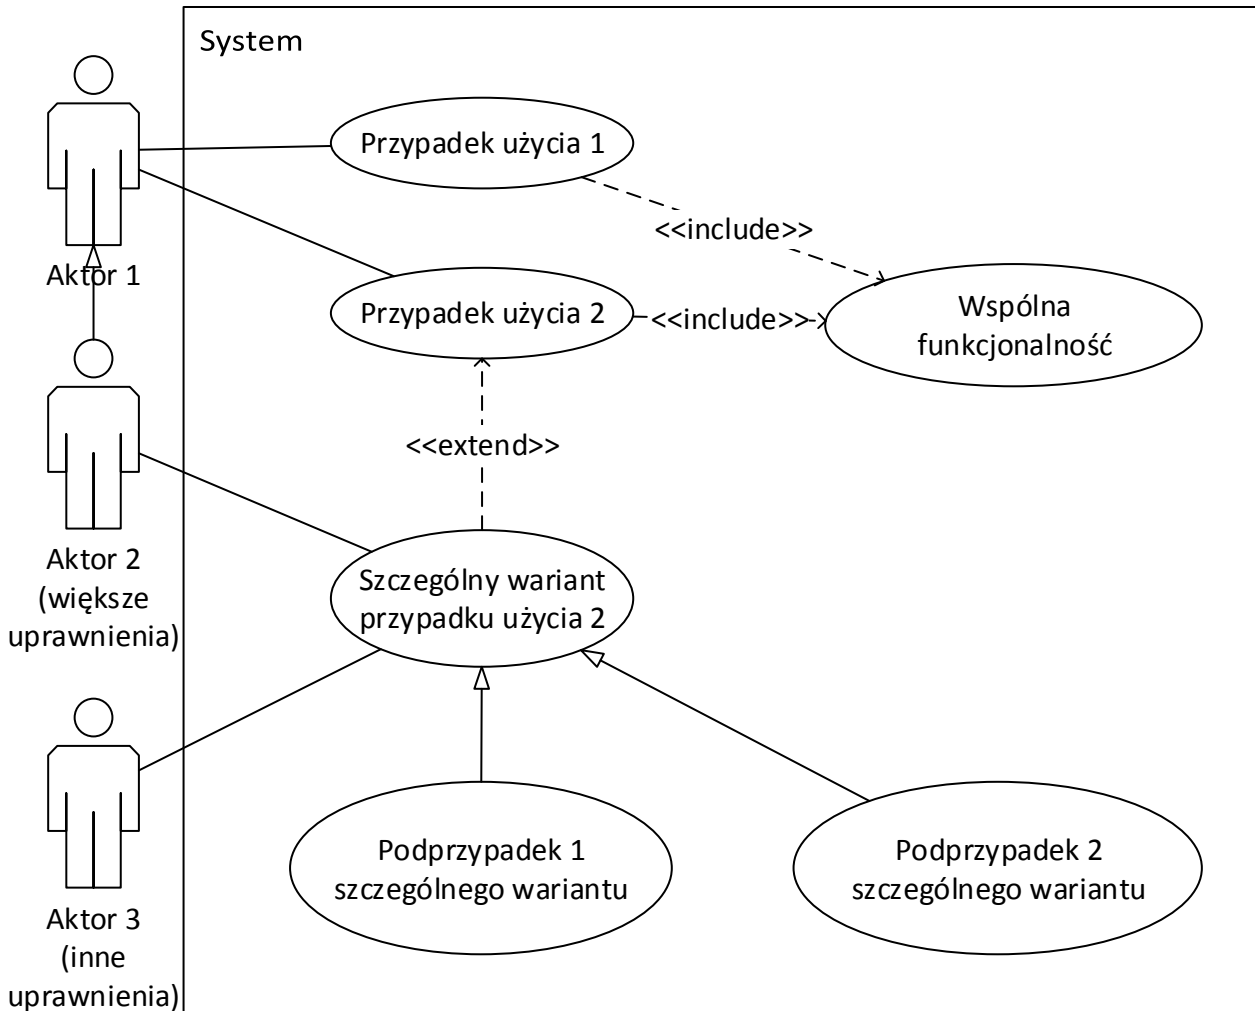 System
Przypadek użycia 1
<<include>>
Aktor 1
Przypadek użycia 2
<<include>>
Wspólna
funkcjonalność
<<extend>>
Aktor 2
(większe
uprawnienia)
Szczególny wariant
przypadku użycia 2
Podprzypadek 1
szczególnego wariantu
Podprzypadek 2
szczególnego wariantu
Aktor 3
(inne
uprawnienia)